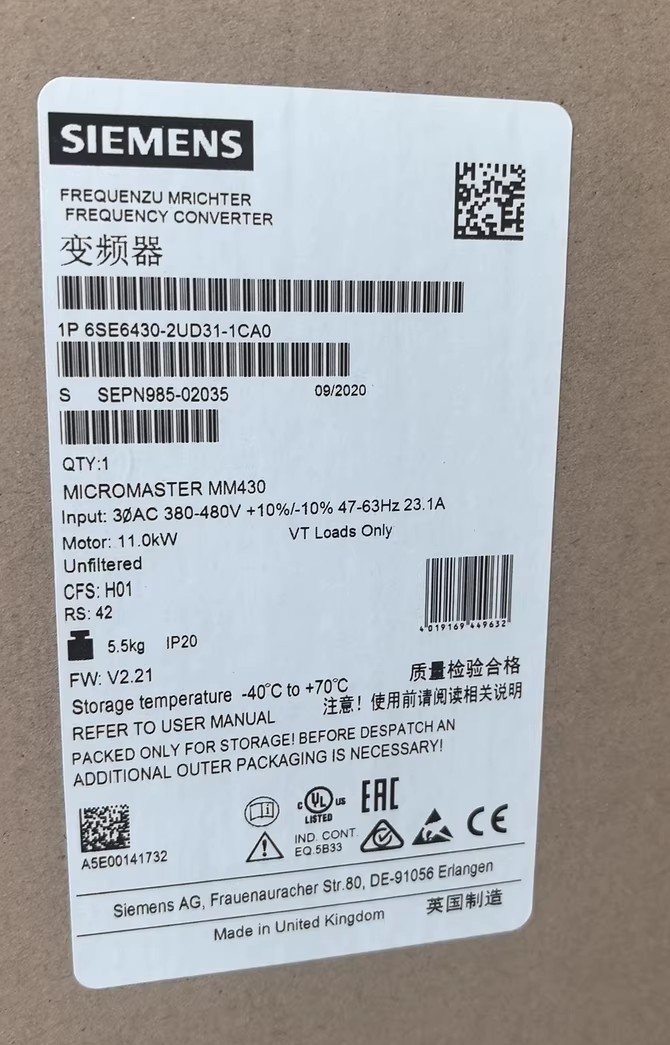 SIEMENS
FREQUENZU MRICHTER
FREQUENCY CONVERTER
变频器
1P 6SE6430-2UD31-1CA0
S SEPN985-02035 09/2020
QTY:1
MICROMASTER MM430
Input: 3ØAC 380-480V +10%/-10% 47-63Hz 23.1A
Motor: 11.0kW VT Loads Only
Unfiltered
CFS: H01
RS: 42
4 019169 449632
5.5kg IP20
FW: V2.21
质量检验合格
Storage temperature -40°C to +70°C
注意！使用前请阅读相关说明
REFER TO USER MANUAL
PACKED ONLY FOR STORAGE! BEFORE DESPATCH AN
ADDITIONAL OUTER PACKAGING IS NECESSARY!
C UL US
LISTED
EAC
IND. CONT.
EQ.5B33
CE
A5E00141732
Siemens AG, Frauenauracher Str.80, DE-91056 Erlangen
Made in United Kingdom 英国制造